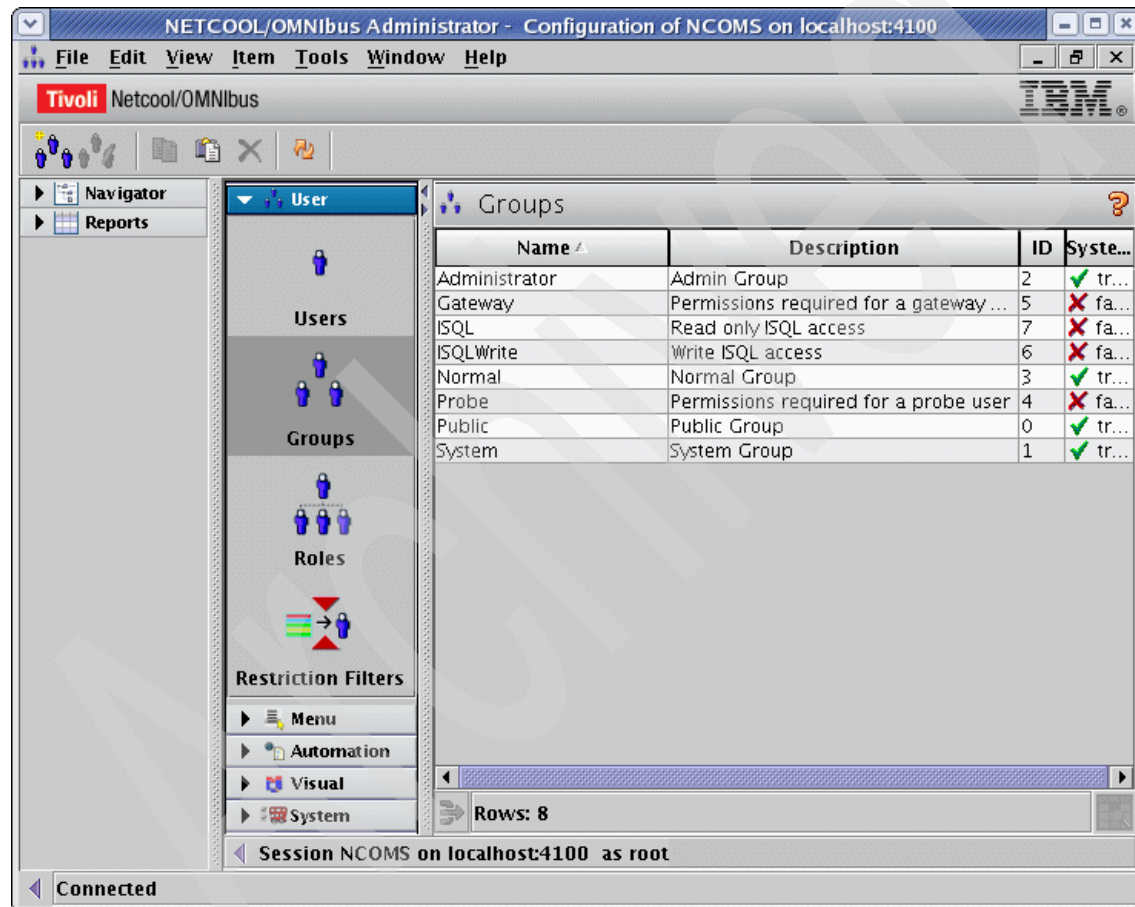 NETCOOL/OMNIbus Administrator - Configuration of NCOMS on localhost:4100
File Edit View Item Tools Window Help
Tivoli Netcool/OMNIbus
IBM®
Navigator
Reports
User
Users
Groups
Roles
Restriction Filters
Menu
Automation
Visual
System
Groups
Name Description ID Syste...
Administrator Admin Group 2 tr...
Gateway Permissions required for a gateway ... 5 fa...
ISQL Read only ISQL access 7 fa...
ISQLWrite Write ISQL access 6 fa...
Normal Normal Group 3 tr...
Probe Permissions required for a probe user 4 fa...
Public Public Group 0 tr...
System System Group 1 tr...
Rows: 8
Session NCOMS on localhost:4100 as root
Connected